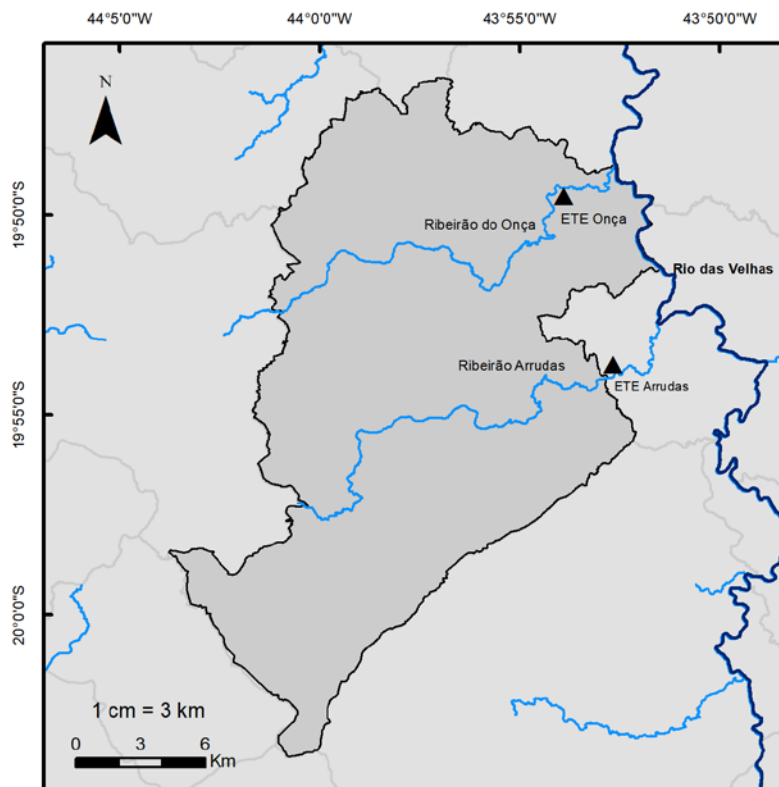 44°5'0"W 44°0'0"W 43°55'0"W 43°50'0"W
N
19°50'0"S
Ribeirão do Onça
ETE Onça
Rio das Velhas
Ribeirão Arrudas
ETE Arrudas
19°55'0"S
20°0'0"S
1 cm = 3 km
0 3 6
Km